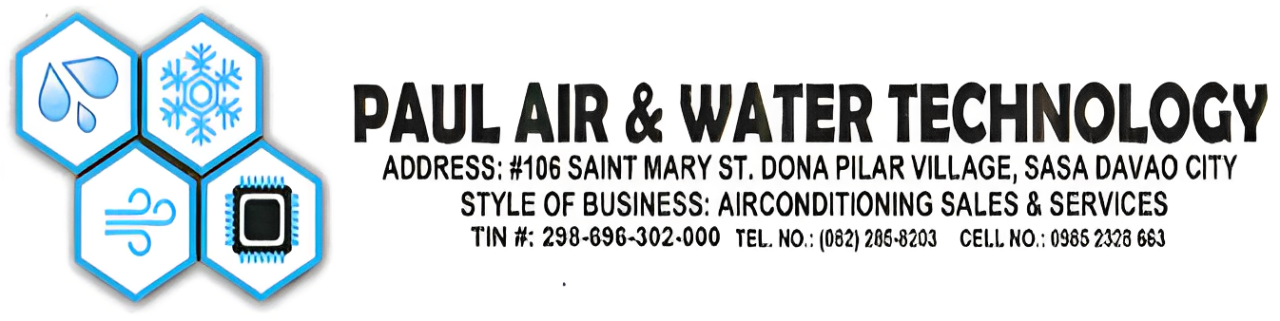 PAUL AIR & WATER TECHNOLOGY
ADDRESS: #106 SAINT MARY ST. DONA PILAR VILLAGE, SASA DAVAO CITY
STYLE OF BUSINESS: AIRCONDITIONING SALES & SERVICES
TIN #: 298-696-302-000 TEL. NO.: (082) 285-8203 CELL NO.: 0985 2328 663